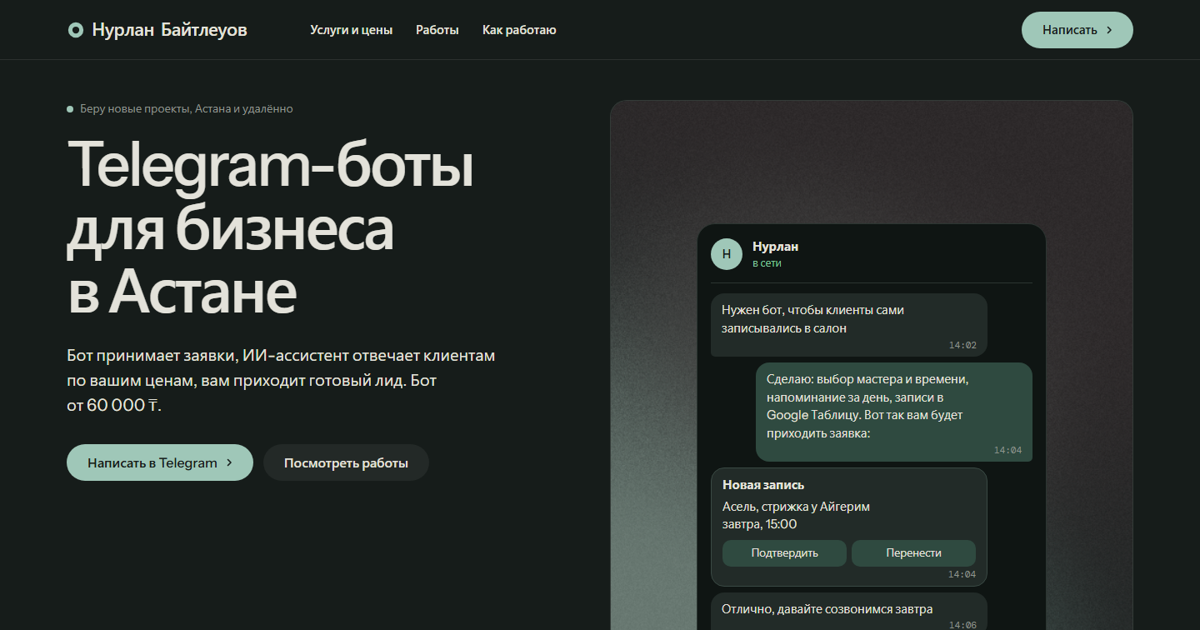 Нурлан Байтлеуов
Услуги и цены
Работы
Как работаю
Написать
Беру новые проекты, Астана и удалённо
Telegram-боты
для бизнеса
в Астане
Бот принимает заявки, ИИ-ассистент отвечает клиентам
по вашим ценам, вам приходит готовый лид. Бот
от 60 000 ₸.
Написать в Telegram
Посмотреть работы
Н
Нурлан
в сети
Нужен бот, чтобы клиенты сами
записывались в салон
14:02
Сделаю: выбор мастера и времени,
напоминание за день, записи в
Google Таблицу. Вот так вам будет
приходить заявка:
14:04
Новая запись
Асель, стрижка у Айгерим
завтра, 15:00
Подтвердить
Перенести
14:04
Отлично, давайте созвонимся завтра
14:06